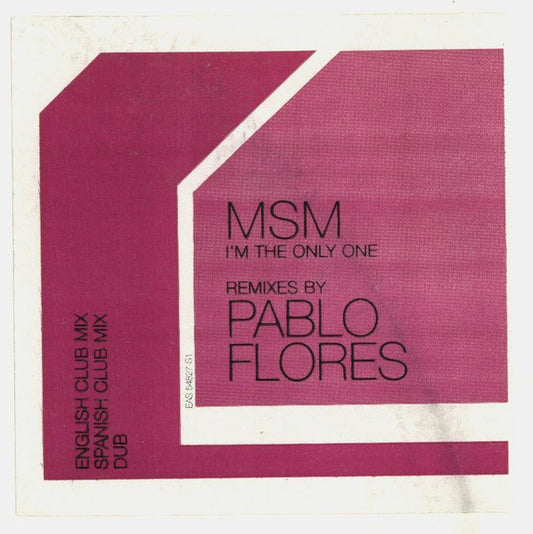 MSM
I'M THE ONLY ONE
REMIXES BY
PABLO
FLORES
EAS 54827-S1
ENGLISH CLUB MIX
SPANISH CLUB MIX
DUB